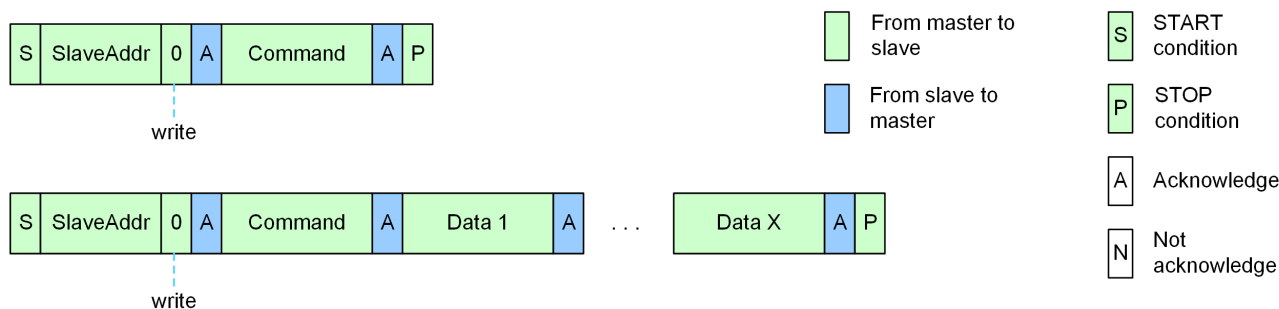 S SlaveAddr 0 A Command A P
write
S SlaveAddr 0 A Command A Data 1 A . . . Data X A P
write
From master to
slave
From slave to
master
S START
condition
P STOP
condition
A Acknowledge
N Not
acknowledge